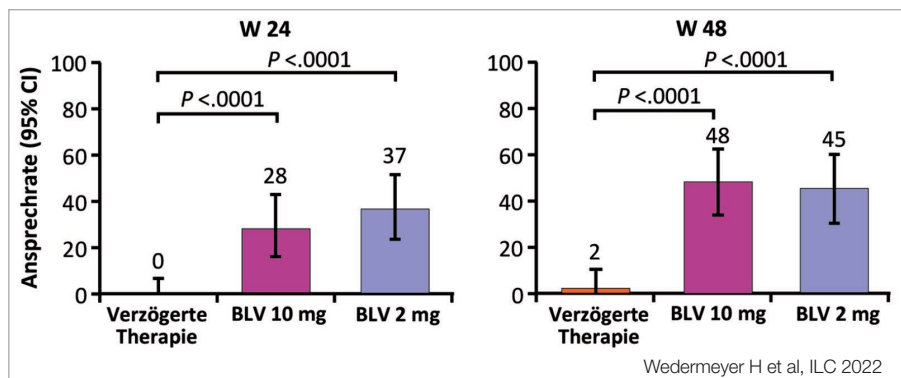 W 24
Ansprechrate (95% CI)
100
80
60
40
20
0
P <.0001
P <.0001
0
28
37
Verzögerte
Therapie
BLV 10 mg
BLV 2 mg
W 48
100
80
60
40
20
0
P <.0001
P <.0001
2
48
45
Verzögerte
Therapie
BLV 10 mg
BLV 2 mg
Wedermeyer H et al, ILC 2022